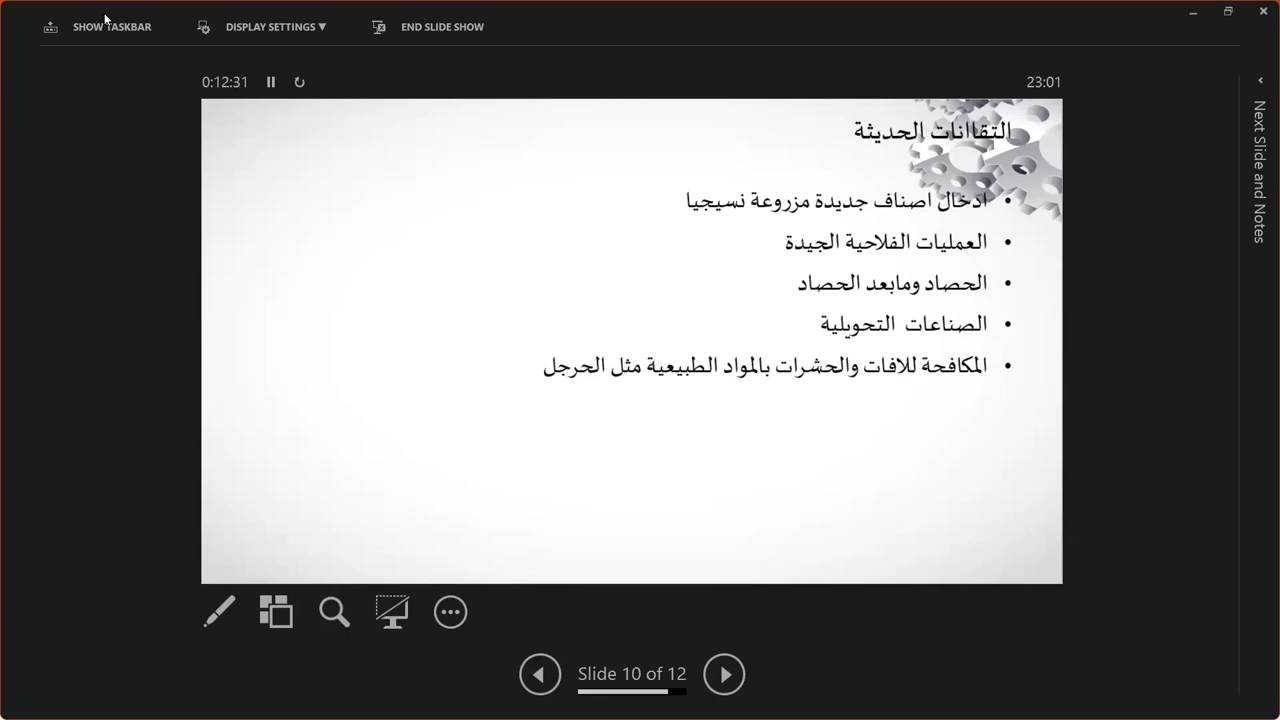 SHOW TASKBAR
DISPLAY SETTINGS ▼
END SLIDE SHOW
0:12:31
23:01
Next Slide and Notes
التقاانات الحديثة
• ادخال اصناف جديدة مزروعة نسيجيا
• العمليات الفلاحية الجيدة
• الحصاد ومابعد الحصاد
• الصناعات التحويلية
• المكافحة للافات والحشرات بالمواد الطبيعية مثل الحرجل
Slide 10 of 12